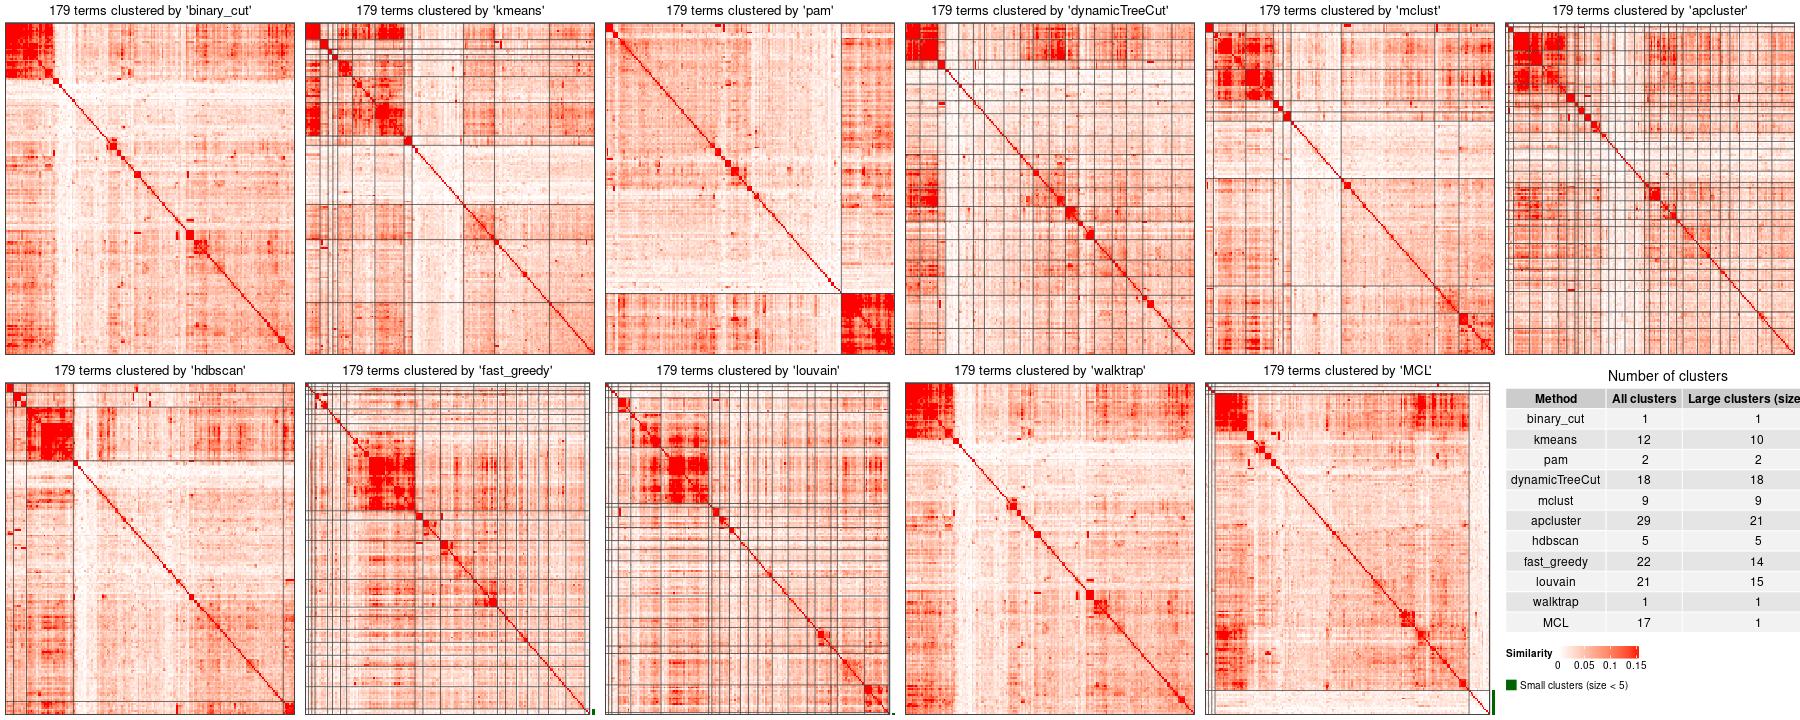 179 terms clustered by 'binary_cut'
179 terms clustered by 'kmeans'
179 terms clustered by 'pam'
179 terms clustered by 'dynamicTreeCut'
179 terms clustered by 'mclust'
179 terms clustered by 'apcluster'
179 terms clustered by 'hdbscan'
179 terms clustered by 'fast_greedy'
179 terms clustered by 'louvain'
179 terms clustered by 'walktrap'
179 terms clustered by 'MCL'
Number of clusters
Method All clusters Large clusters (size
binary_cut 1 1
kmeans 12 10
pam 2 2
dynamicTreeCut 18 18
mclust 9 9
apcluster 29 21
hdbscan 5 5
fast_greedy 22 14
louvain 21 15
walktrap 1 1
MCL 17 1
Similarity
0 0.05 0.1 0.15
Small clusters (size < 5)